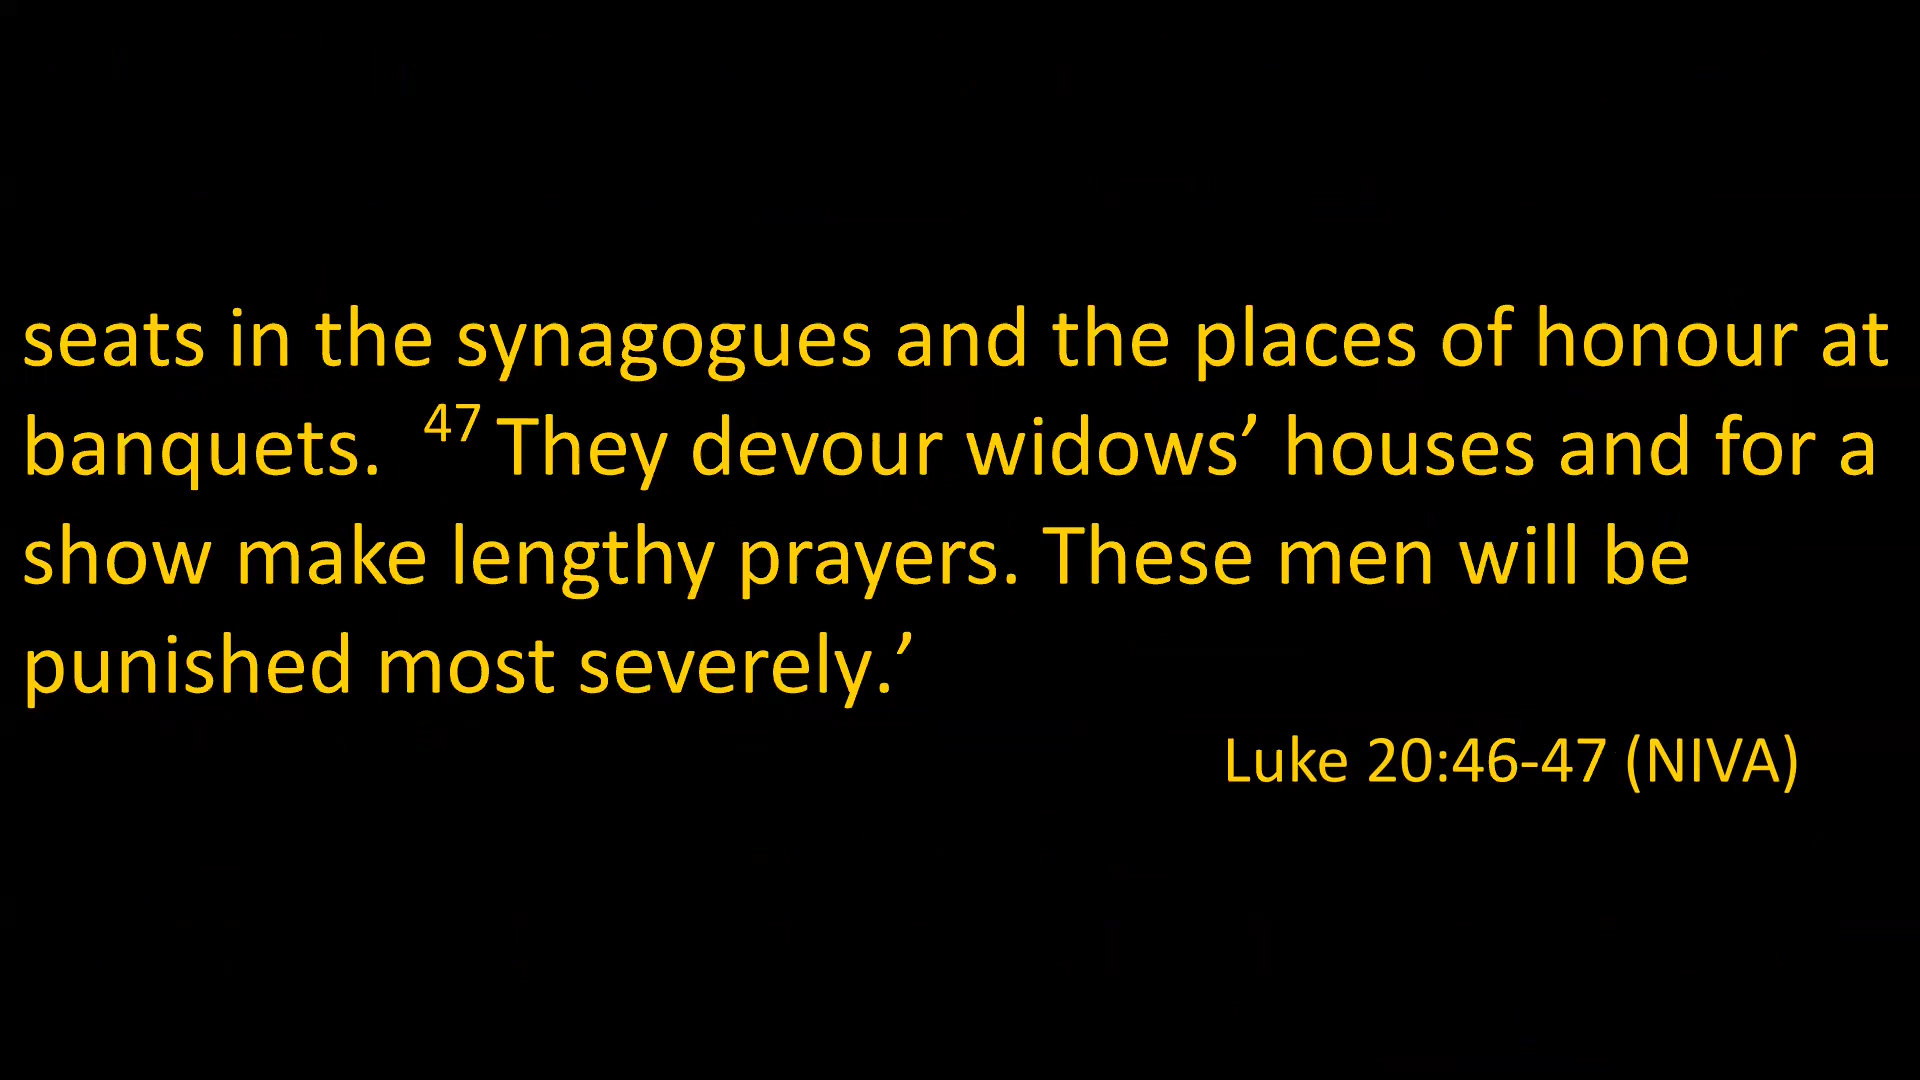 seats in the synagogues and the places of honour at
banquets.  ⁴⁷ They devour widows’ houses and for a
show make lengthy prayers. These men will be
punished most severely.’
Luke 20:46-47 (NIVA)